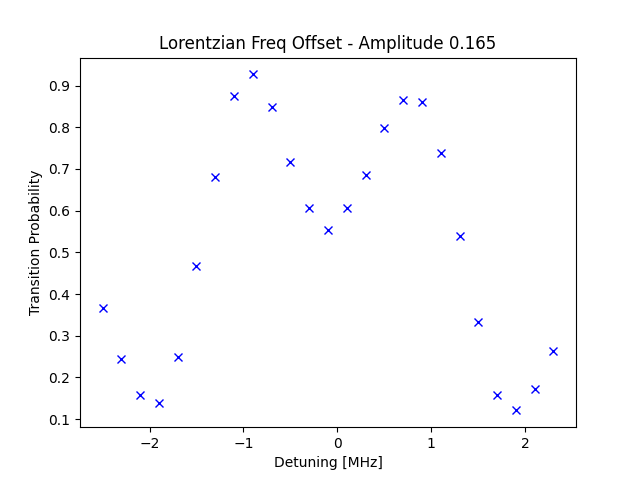 Lorentzian Freq Offset - Amplitude 0.165
0.9
0.8
0.7
0.6
0.5
0.4
0.3
0.2
0.1
Transition Probability
−2 −1 0 1 2
Detuning [MHz]